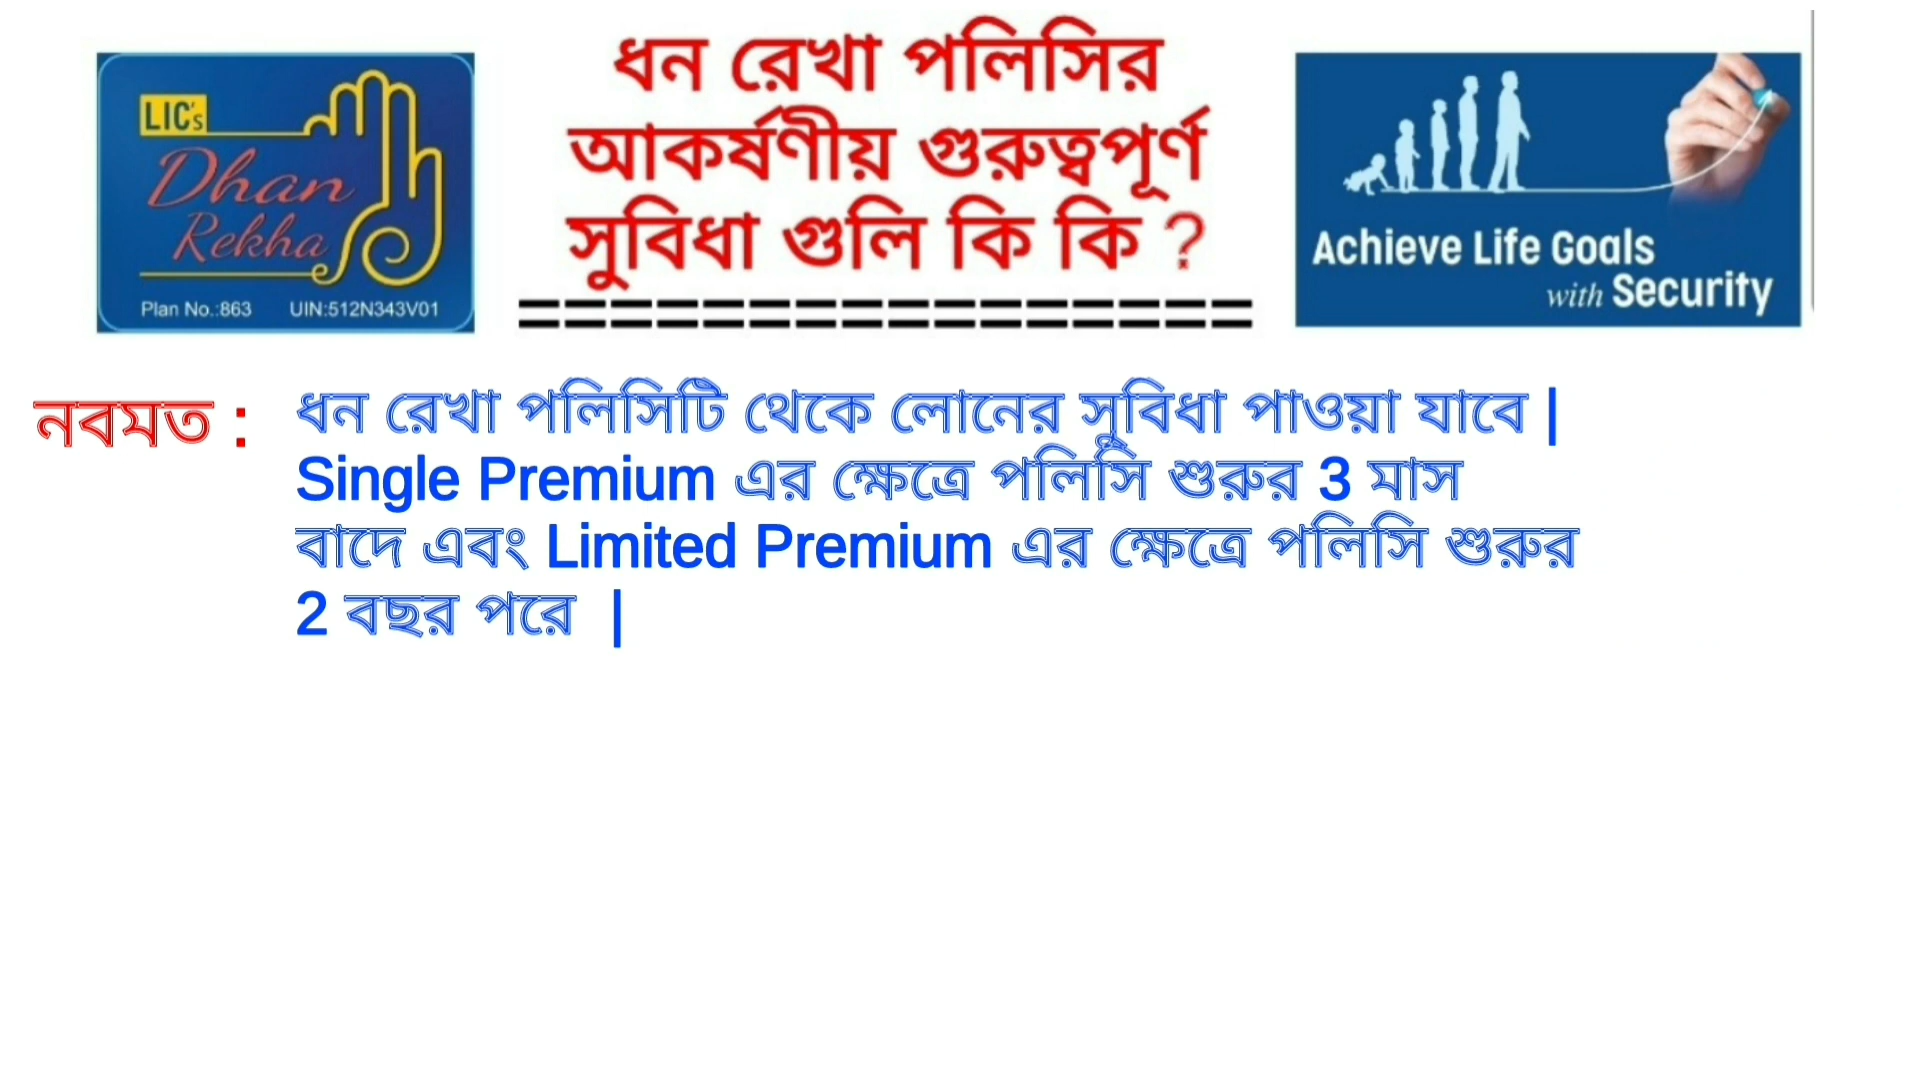 LIC's
Dhan
Rekha
Plan No.:863 UIN:512N343V01
ধন রেখা পলিসির
আকর্ষণীয় গুরুত্বপূর্ণ
সুবিধা গুলি কি কি ?
================
Achieve Life Goals
with Security
নবমত :
ধন রেখা পলিসিটি থেকে লোনের সুবিধা পাওয়া যাবে |
Single Premium এর ক্ষেত্রে পলিসি শুরুর 3 মাস
বাদে এবং Limited Premium এর ক্ষেত্রে পলিসি শুরুর
2 বছর পরে |